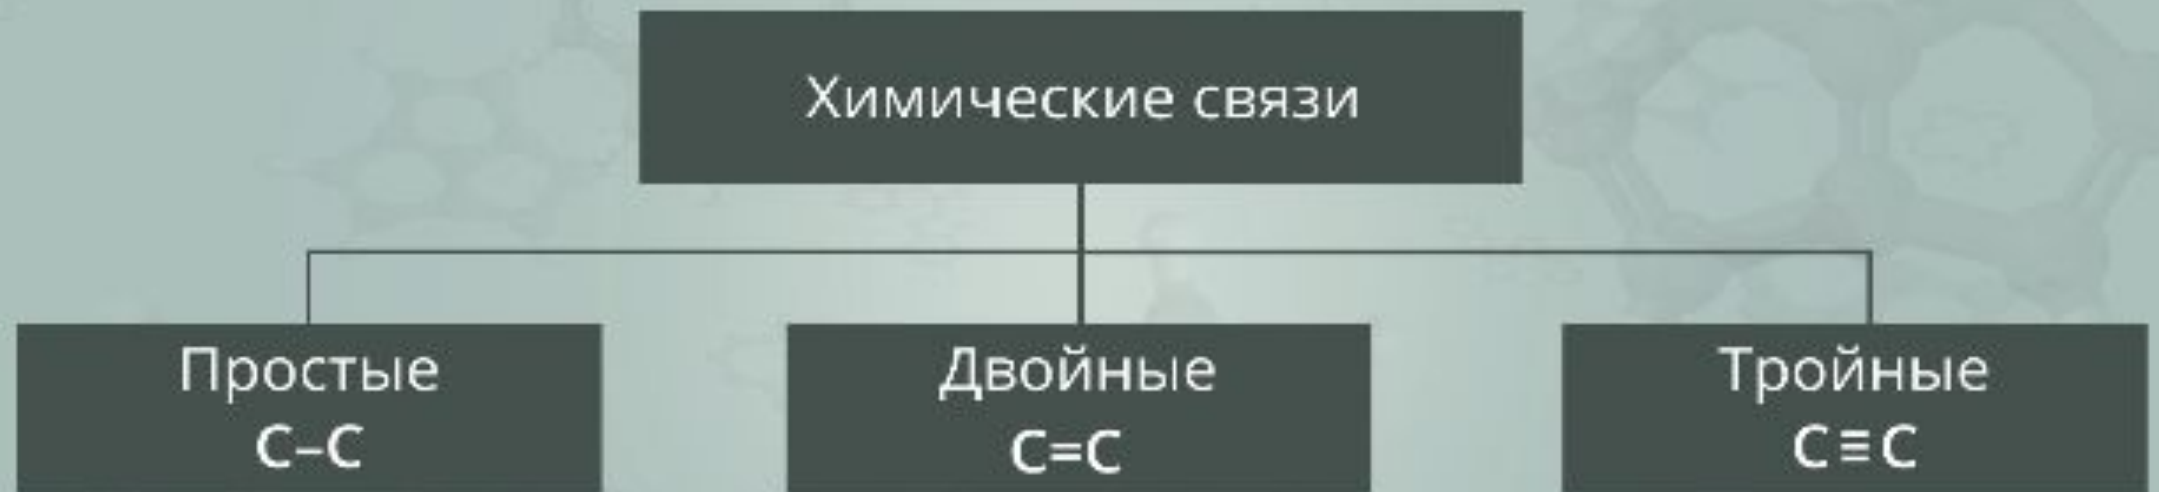 Химические связи
Простые
C–C
Двойные
C=C
Тройные
C≡C